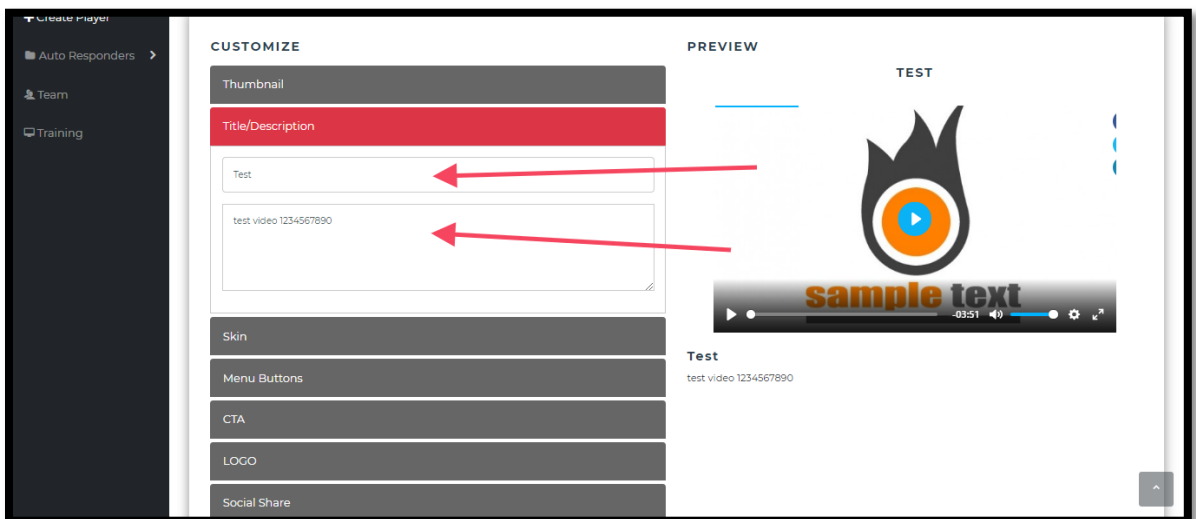 Create Player
Auto Responders
Team
Training
CUSTOMIZE
Thumbnail
Title/Description
Test
test video 1234567890
Skin
Menu Buttons
CTA
LOGO
Social Share
PREVIEW
TEST
sample text
-03:51
Test
test video 1234567890